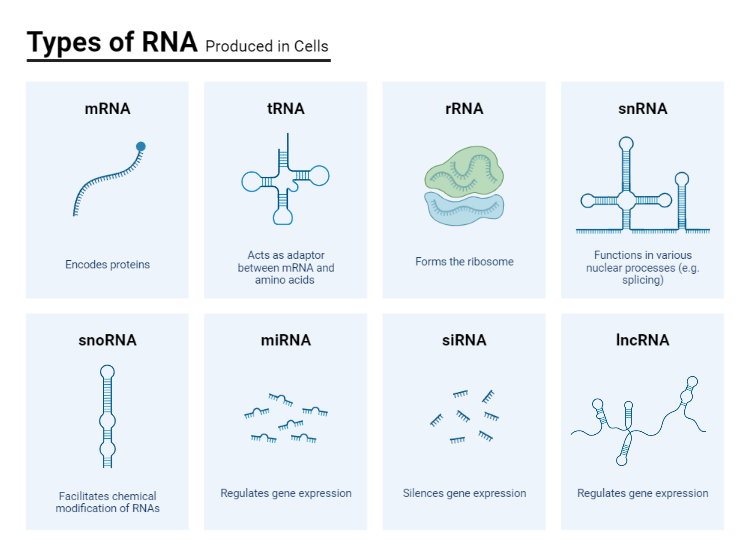 Types of RNA Produced in Cells
mRNA
Encodes proteins
tRNA
Acts as adaptor
between mRNA and
amino acids
rRNA
Forms the ribosome
snRNA
Functions in various
nuclear processes (e.g.
splicing)
snoRNA
Facilitates chemical
modification of RNAs
miRNA
Regulates gene expression
siRNA
Silences gene expression
lncRNA
Regulates gene expression